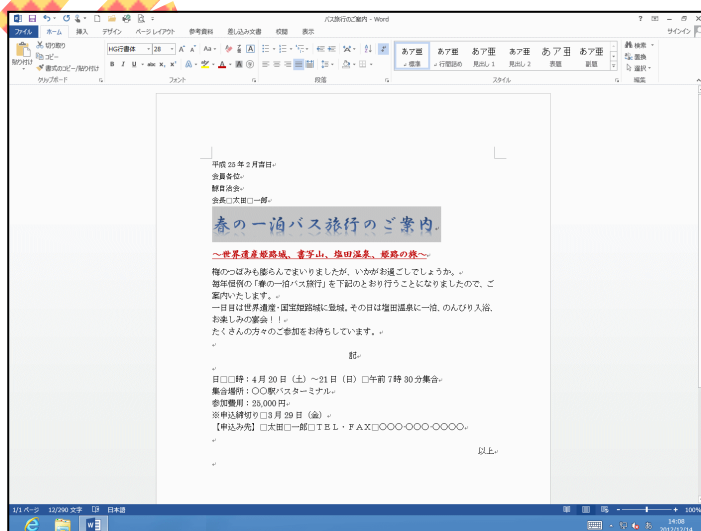 バス旅行のご案内 - Word
サインイン
ファイル ホーム 挿入 デザイン ページ レイアウト 参考資料 差し込み文書 校閲 表示
貼り付け
切り取り
コピー
書式のコピー/貼り付け
クリップボード
HG行書体 28
フォント
段落
あア亜 あア亜 あア亜 あア亜 あア亜 あア亜
標準 行間詰め 見出し 1 見出し 2 表題 副題
スタイル
検索
置換
選択
編集
平成 25 年 2 月吉日
会員各位
会長□太田□一郎
春の一泊バス旅行のご案内
～世界遺産姫路城、書写山、塩田温泉、姫路の旅～
梅のつぼみも膨らんでまいりましたが、いかがお過ごしでしょうか。
毎年恒例の「春の一泊バス旅行」を下記のとおり行うことになりましたので、ご
案内いたします。
一日目は世界遺産・国宝姫路城に登城。その日は塩田温泉に一泊、のんびり入浴、
お楽しみの宴会！！
たくさんの方々のご参加をお待ちしています。
記
日□□時：4 月 20 日（土）～21 日（日）□午前 7 時 30 分集合
集合場所：〇〇駅バスターミナル
参加費用：25,000 円
※申込締切り□3 月 29 日（金）
【申込み先】□太田□一郎□ＴＥＬ・ＦＡＸ□〇〇〇-〇〇〇-〇〇〇〇
以上
1/1 ページ 12/290 文字 日本語
100%
14:08
2012/12/14